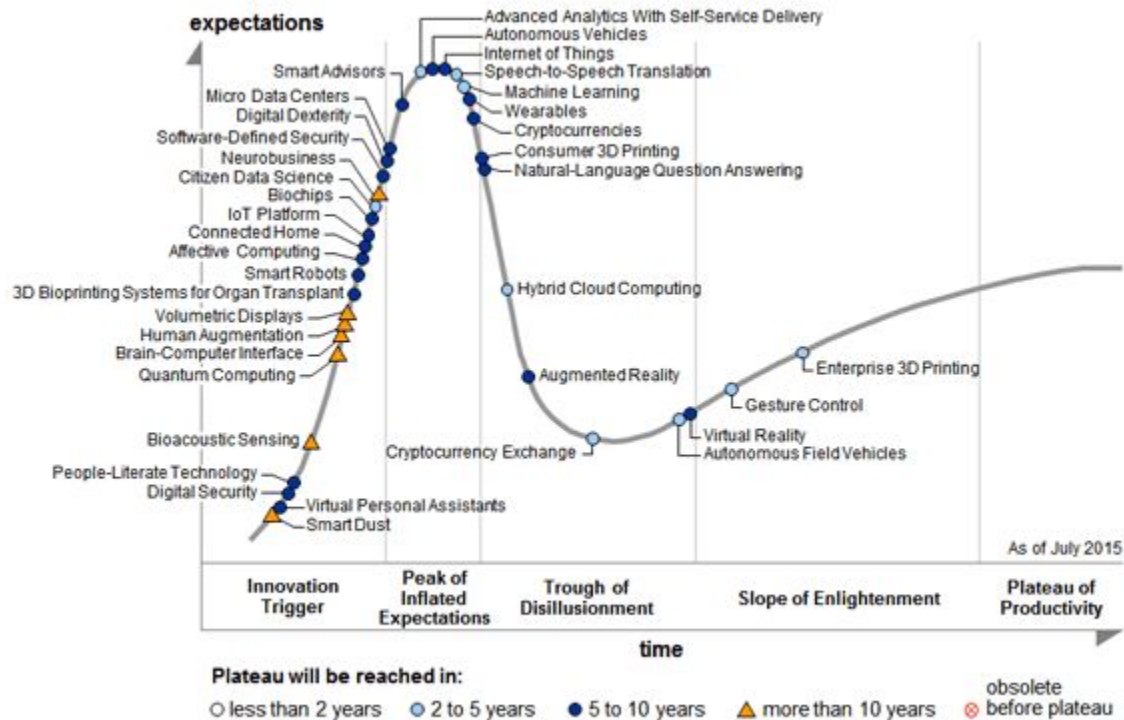 expectations
Advanced Analytics With Self-Service Delivery
Autonomous Vehicles
Internet of Things
Speech-to-Speech Translation
Machine Learning
Wearables
Cryptocurrencies
Consumer 3D Printing
Natural-Language Question Answering
Smart Advisors
Micro Data Centers
Digital Dexterity
Software-Defined Security
Neurobusiness
Citizen Data Science
Biochips
IoT Platform
Connected Home
Affective Computing
Smart Robots
3D Bioprinting Systems for Organ Transplant
Volumetric Displays
Human Augmentation
Brain-Computer Interface
Quantum Computing
Bioacoustic Sensing
People-Literate Technology
Digital Security
Virtual Personal Assistants
Smart Dust
Hybrid Cloud Computing
Augmented Reality
Cryptocurrency Exchange
Enterprise 3D Printing
Gesture Control
Virtual Reality
Autonomous Field Vehicles
As of July 2015
Innovation
Trigger
Peak of
Inflated
Expectations
Trough of
Disillusionment
Slope of Enlightenment
Plateau of
Productivity
time
Plateau will be reached in:
less than 2 years
2 to 5 years
5 to 10 years
more than 10 years
obsolete
before plateau